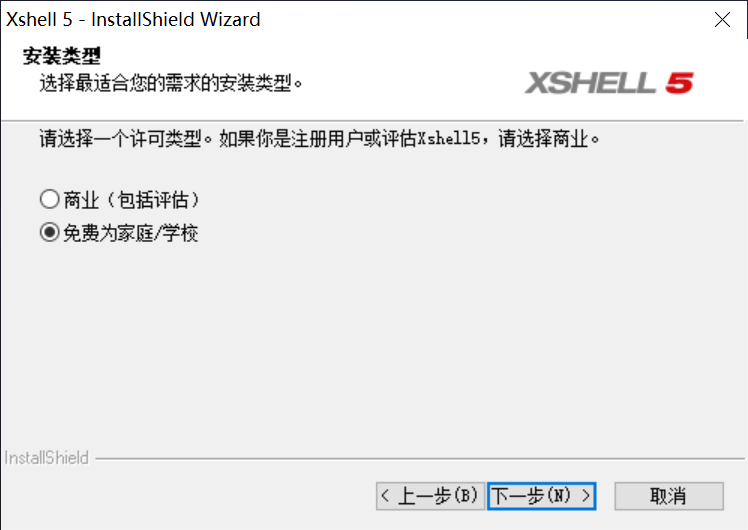 Xshell 5 - InstallShield Wizard
安装类型
选择最适合您的需求的安装类型。
XSHELL 5
请选择一个许可类型。如果你是注册用户或评估Xshell5，请选择商业。
商业（包括评估）
免费为家庭/学校
InstallShield
< 上一步(B)
下一步(N) >
取消